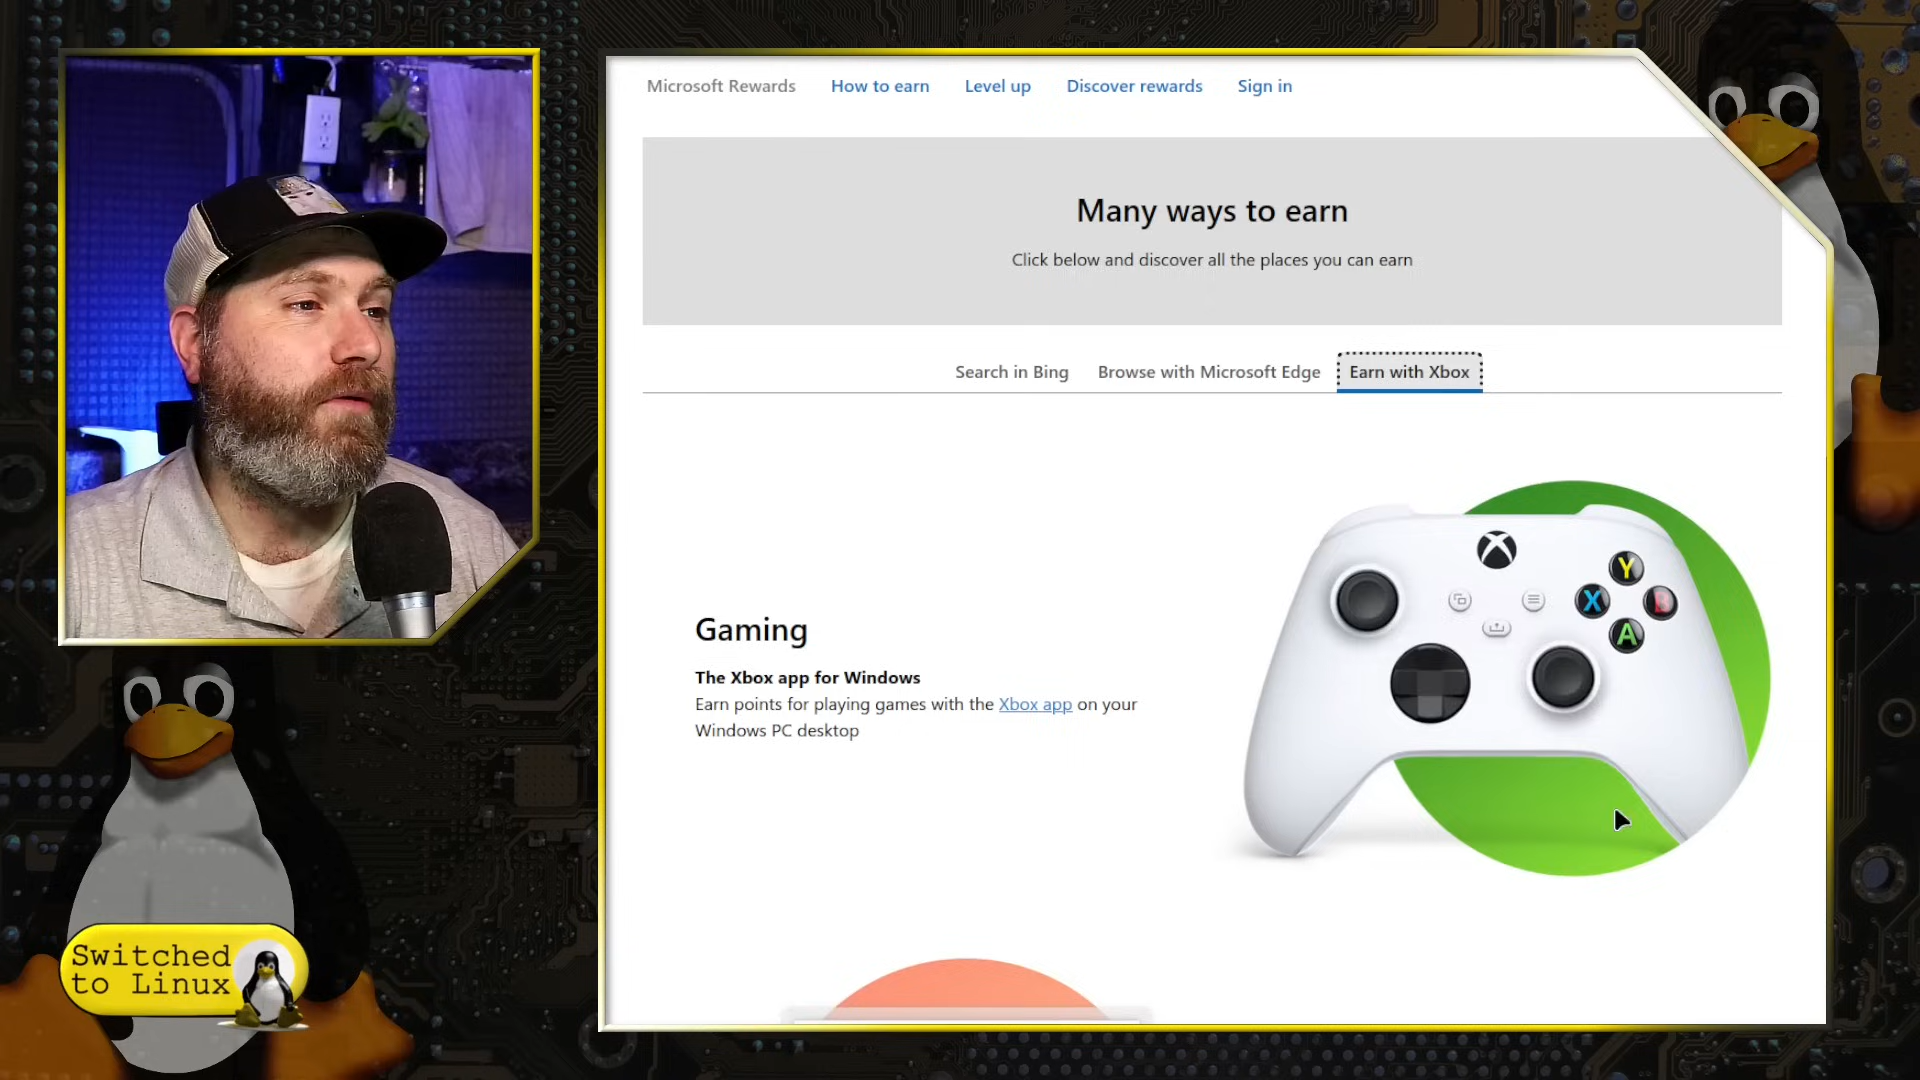 Microsoft Rewards How to earn Level up Discover rewards Sign in
Many ways to earn
Click below and discover all the places you can earn
Search in Bing Browse with Microsoft Edge Earn with Xbox
Y
X B
A
Gaming
The Xbox app for Windows
Earn points for playing games with the Xbox app on your
Windows PC desktop
Switched
to Linux